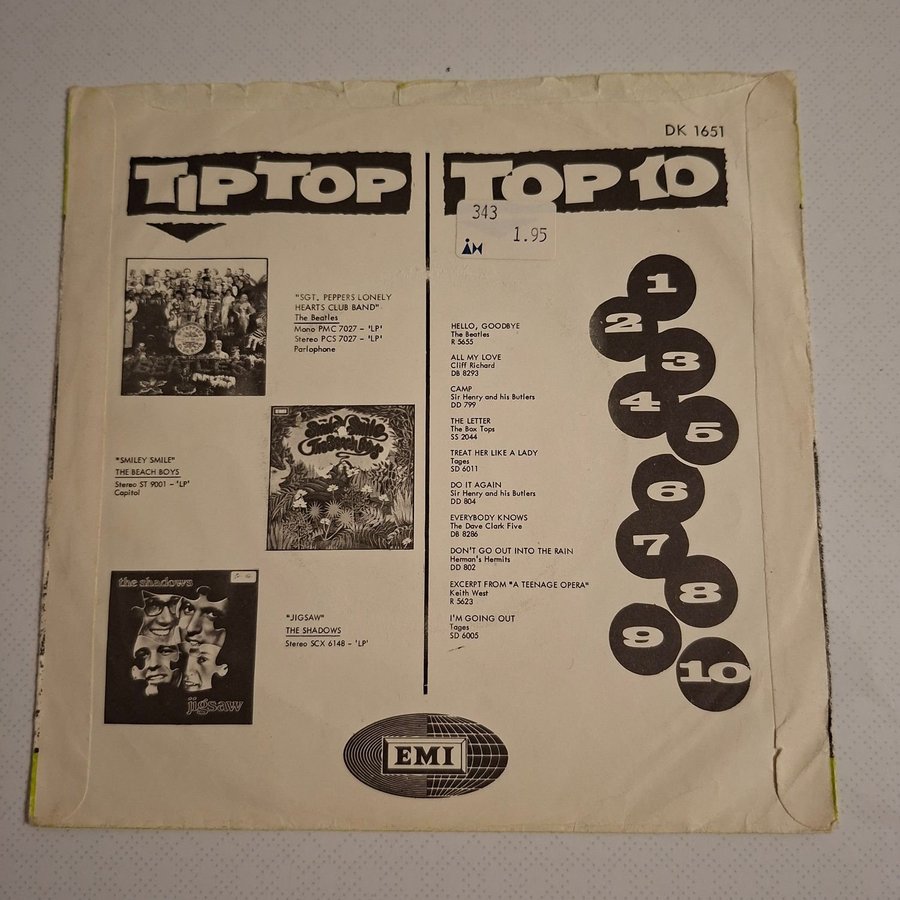 DK 1651
TIPTOP
TOP 10
343
1.95
"SGT. PEPPERS LONELY
HEARTS CLUB BAND"
The Beatles
Mono PMC 7027 - 'LP'
Stereo PCS 7027 - 'LP'
Parlophone
BEATLES
"SMILEY SMILE"
THE BEACH BOYS
Stereo ST 9001 - 'LP'
Capitol
Smiley Smile
The Beach Boys
the shadows
jigsaw
"JIGSAW"
THE SHADOWS
Stereo SCX 6148 - 'LP'
HELLO, GOODBYE
The Beatles
R 5655
ALL MY LOVE
Cliff Richard
DB 8293
CAMP
Sir Henry and his Butlers
DD 799
THE LETTER
The Box Tops
SS 2044
TREAT HER LIKE A LADY
Tages
SD 6011
DO IT AGAIN
Sir Henry and his Butlers
DD 804
EVERYBODY KNOWS
The Dave Clark Five
DB 8286
DON'T GO OUT INTO THE RAIN
Herman's Hermits
DD 802
EXCERPT FROM "A TEENAGE OPERA"
Keith West
R 5623
I'M GOING OUT
Tages
SD 6005
1
2
3
4
5
6
7
8
9
10
EMI